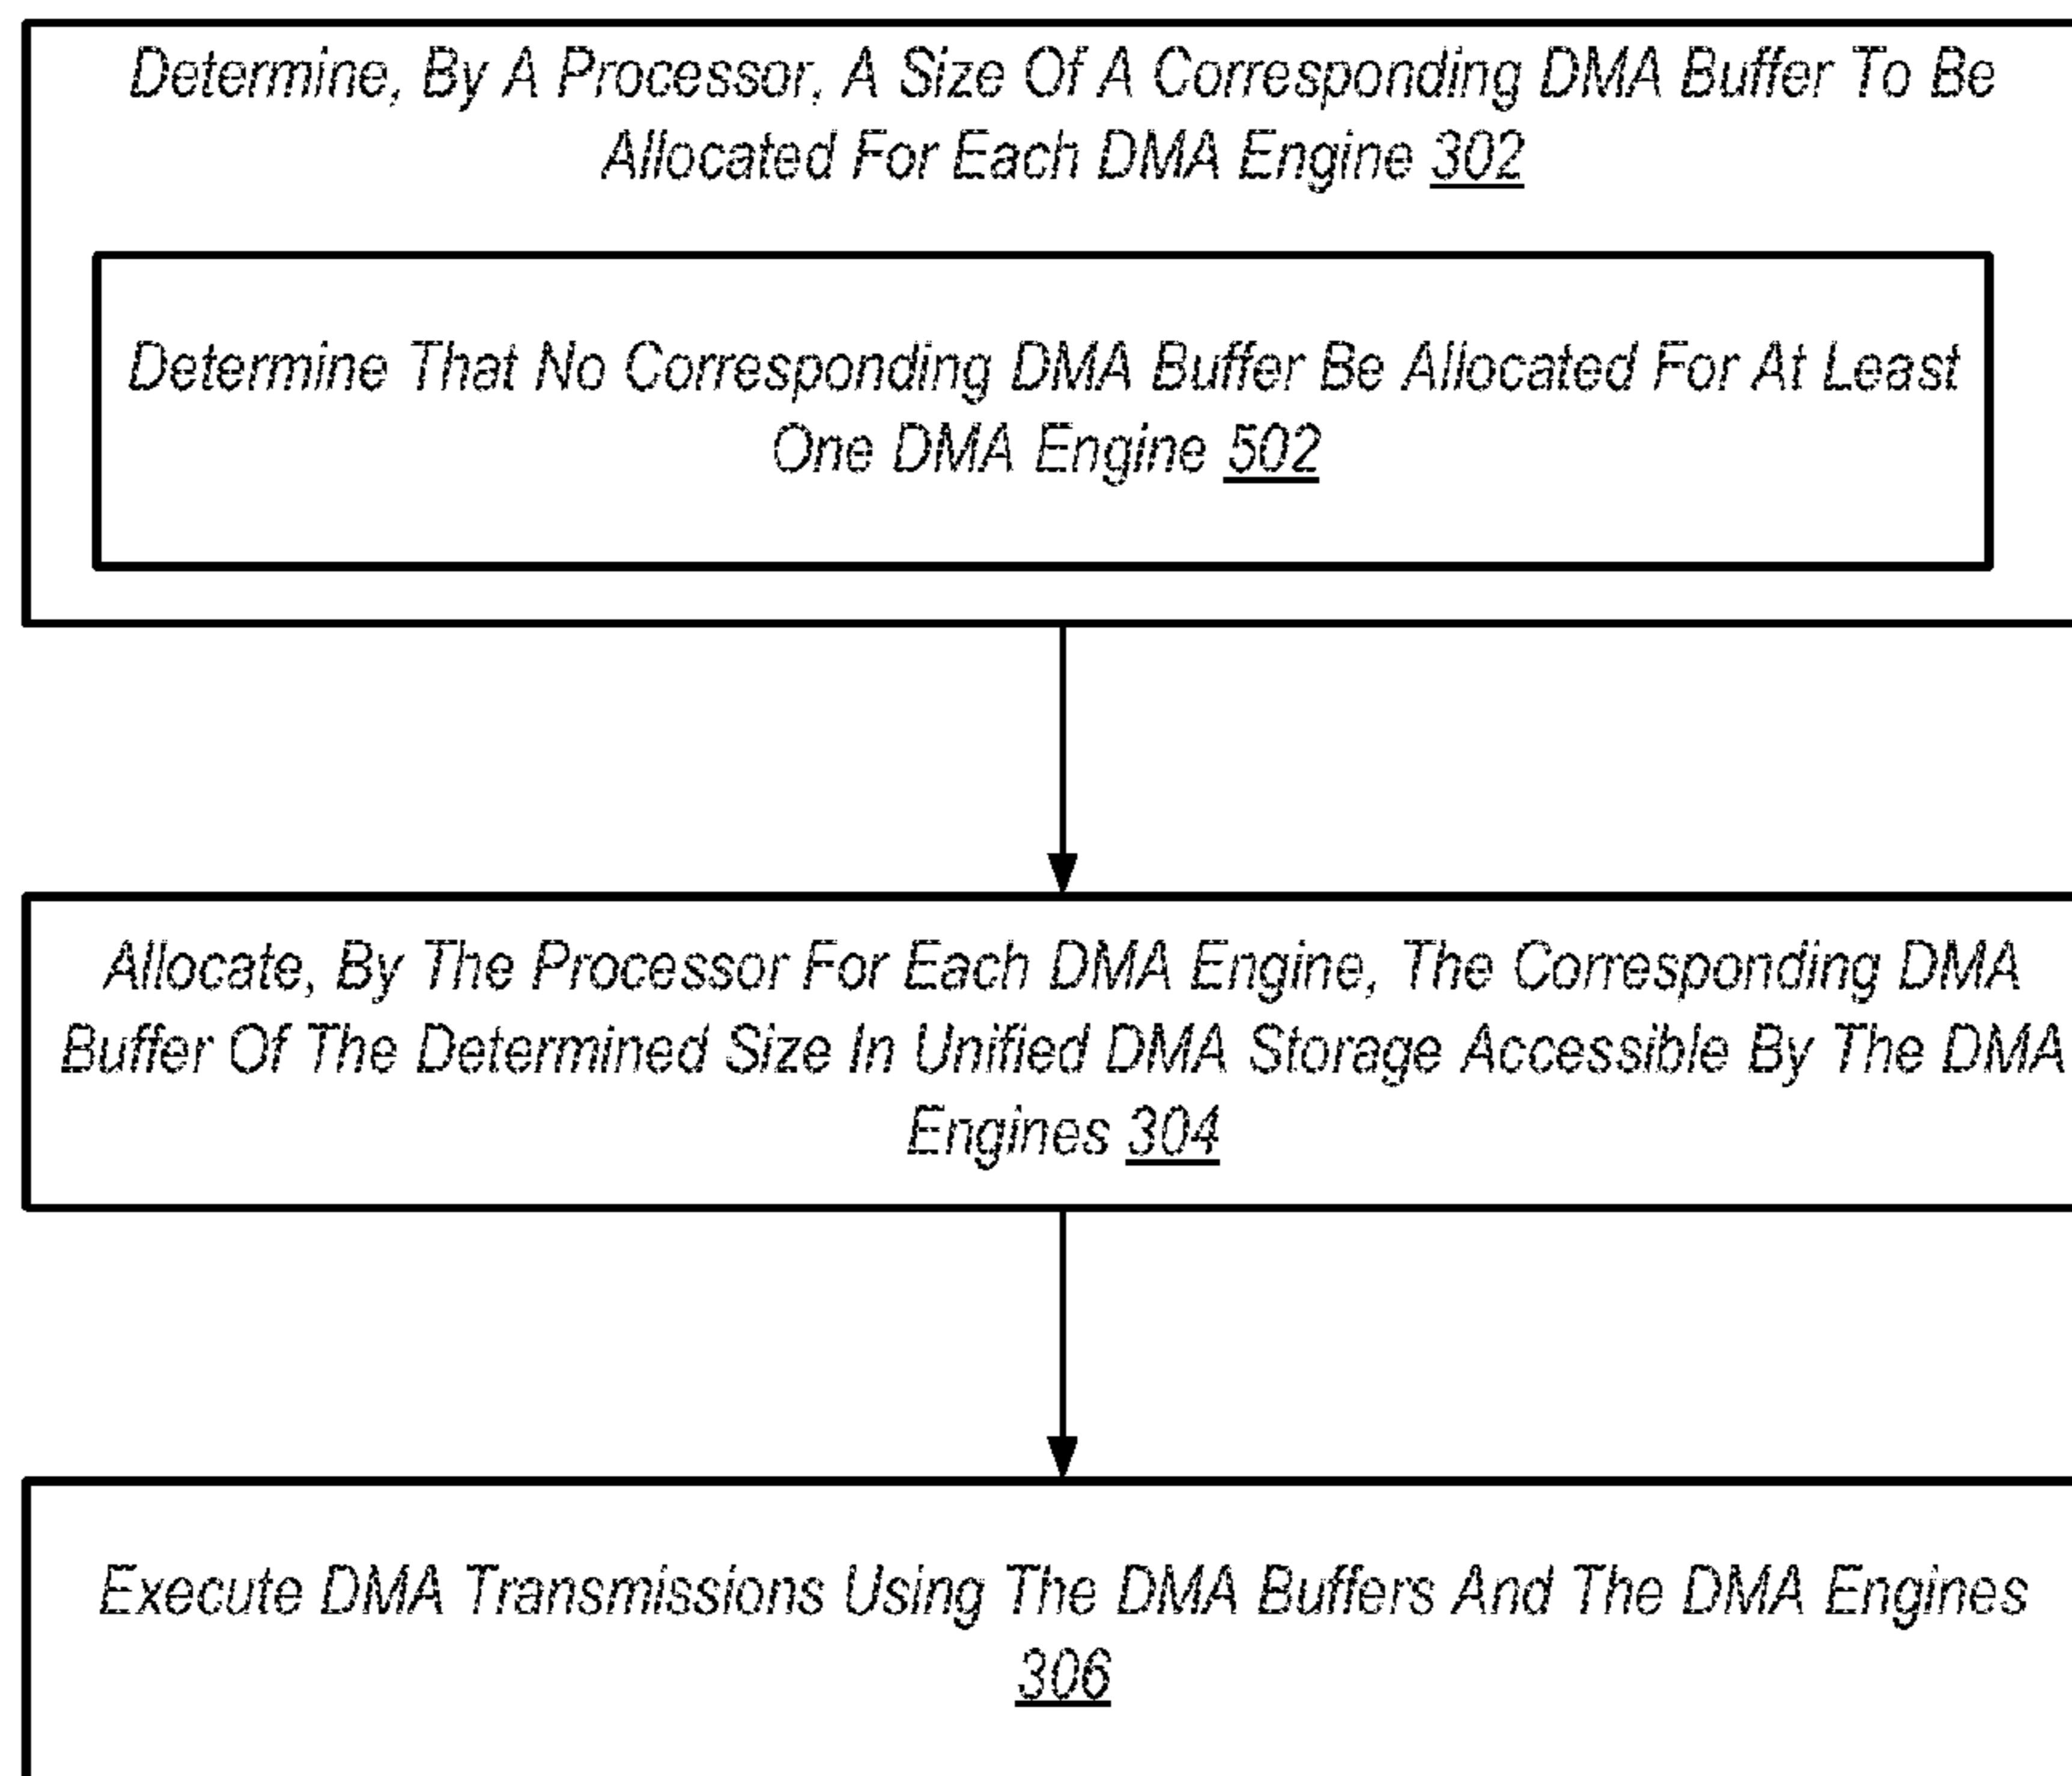 Determine, By A Processor, A Size Of A Corresponding DMA Buffer To Be
Allocated For Each DMA Engine 302
Determine That No Corresponding DMA Buffer Be Allocated For At Least
One DMA Engine 502
Allocate, By The Processor For Each DMA Engine, The Corresponding DMA
Buffer Of The Determined Size In Unified DMA Storage Accessible By The DMA
Engines 304
Execute DMA Transmissions Using The DMA Buffers And The DMA Engines
306